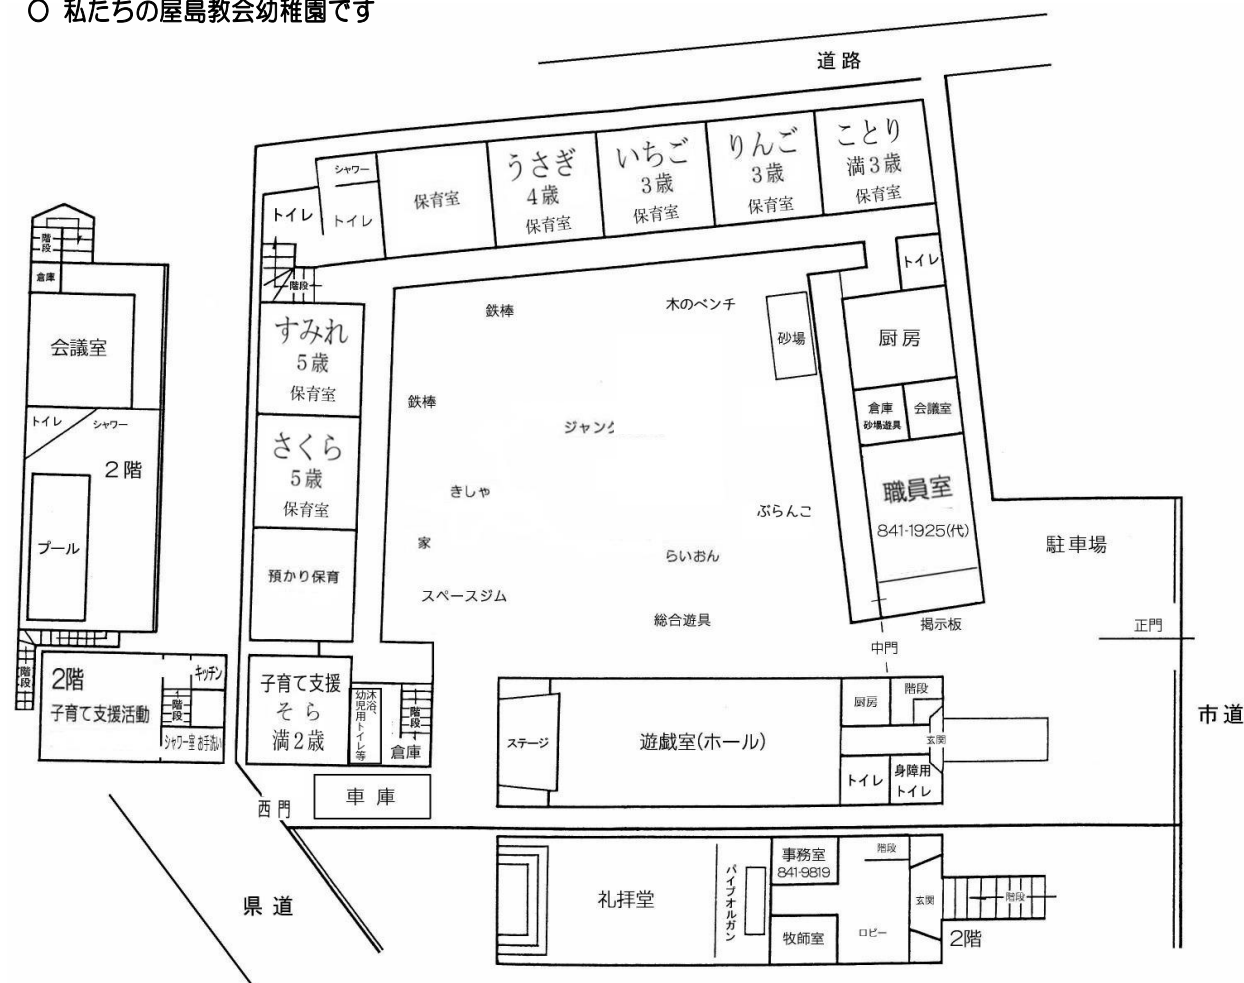 〇 私たちの屋島教会幼稚園です
道路
ことり
満3歳
保育室
りんご
3歳
保育室
いちご
3歳
保育室
うさぎ
4歳
保育室
保育室
シャワー
トイレ
トイレ
階段
階段
倉庫
会議室
トイレ
シャワー
2階
プール
階段
すみれ
5歳
保育室
さくら
5歳
保育室
預かり保育
鉄棒
木のベンチ
砂場
鉄棒
ジャング
きしゃ
ぶらんこ
家
らいおん
スペースジム
総合遊具
トイレ
厨房
倉庫
砂場遊具
会議室
職員室
841-1925(代)
駐車場
掲示板
正門
中門
市道
2階
子育て支援活動
キッチン
階段
シャワー室
お手洗い
子育て支援
そら
満2歳
沐浴、
幼児用トイレ等
階段
倉庫
車庫
西門
県道
ステージ
遊戯室(ホール)
厨房
階段
玄関
トイレ
身障用
トイレ
礼拝堂
パイプオルガン
事務室
841-9819
牧師室
階段
ロビー
玄関
階段
2階